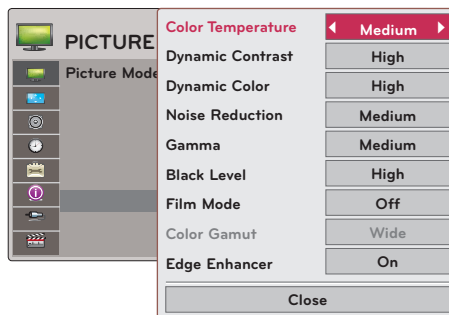 PICTURE
Picture Mode
Color Temperature Medium
Dynamic Contrast High
Dynamic Color High
Noise Reduction Medium
Gamma Medium
Black Level High
Film Mode Off
Color Gamut Wide
Edge Enhancer On
Close